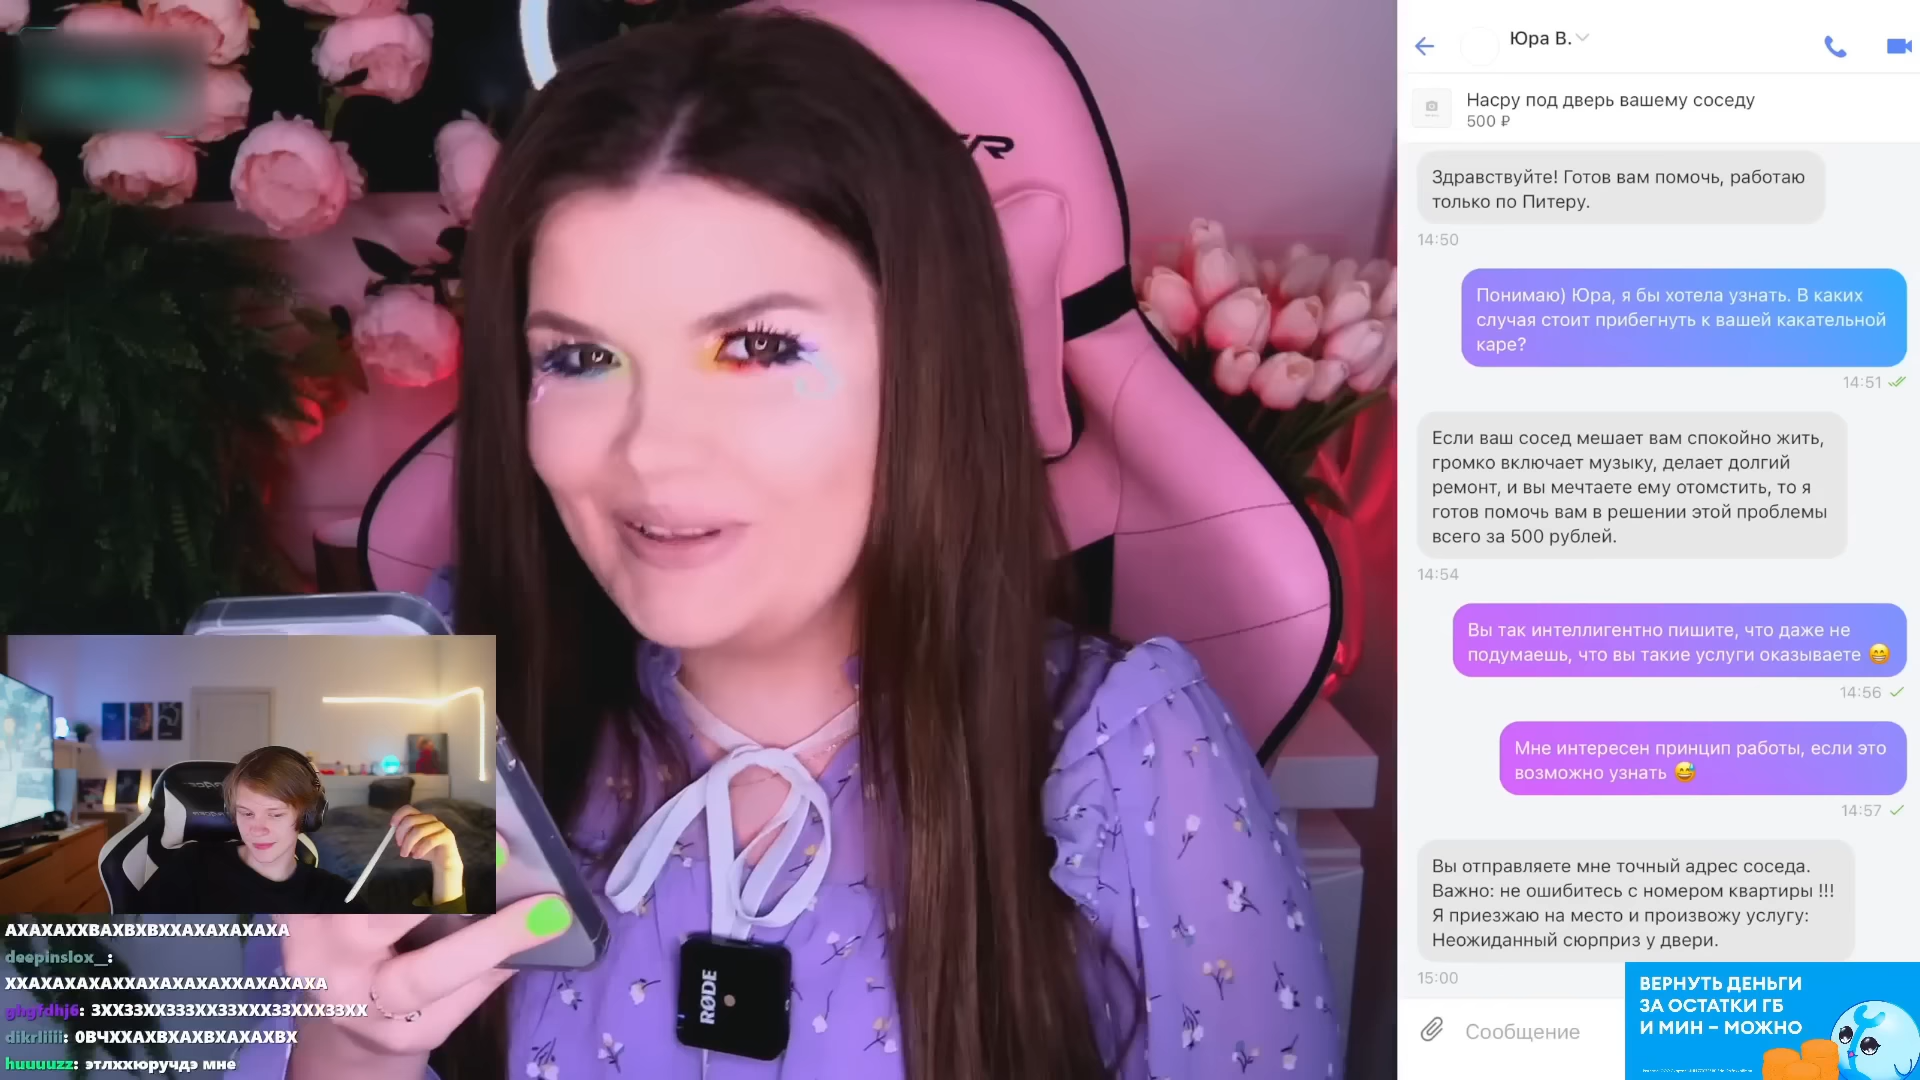 Юра В.
Насру под дверь вашему соседу
500 ₽
Здравствуйте! Готов вам помочь, работаю
только по Питеру.
14:50
Понимаю) Юра, я бы хотела узнать. В каких
случая стоит прибегнуть к вашей какательной
каре?
14:51
Если ваш сосед мешает вам спокойно жить,
громко включает музыку, делает долгий
ремонт, и вы мечтаете ему отомстить, то я
готов помочь вам в решении этой проблемы
всего за 500 рублей.
14:54
Вы так интеллигентно пишите, что даже не
подумаешь, что вы такие услуги оказываете 😁
14:56
Мне интересен принцип работы, если это
возможно узнать 😅
14:57
Вы отправляете мне точный адрес соседа.
Важно: не ошибитесь с номером квартиры !!!
Я приезжаю на место и произвожу услугу:
Неожиданный сюрприз у двери.
15:00
Сообщение
ВЕРНУТЬ ДЕНЬГИ
ЗА ОСТАТКИ ГБ
И МИН – МОЖНО
RØDE
АХАХАХХВАХВХВХХАХАХАХАХА
deepinslox_:
ХХАХАХАХАХХАХАХАХАХХАХАХАХА
ghgfdhj6: ЗХХЗЗХХЗЗЗХХЗЗХХХЗЗХХХЗЗХХ
dikrliiii: 0ВЧХХАХВХАХВХАХАХВХ
huuuuzz: этлххюручдэ мне